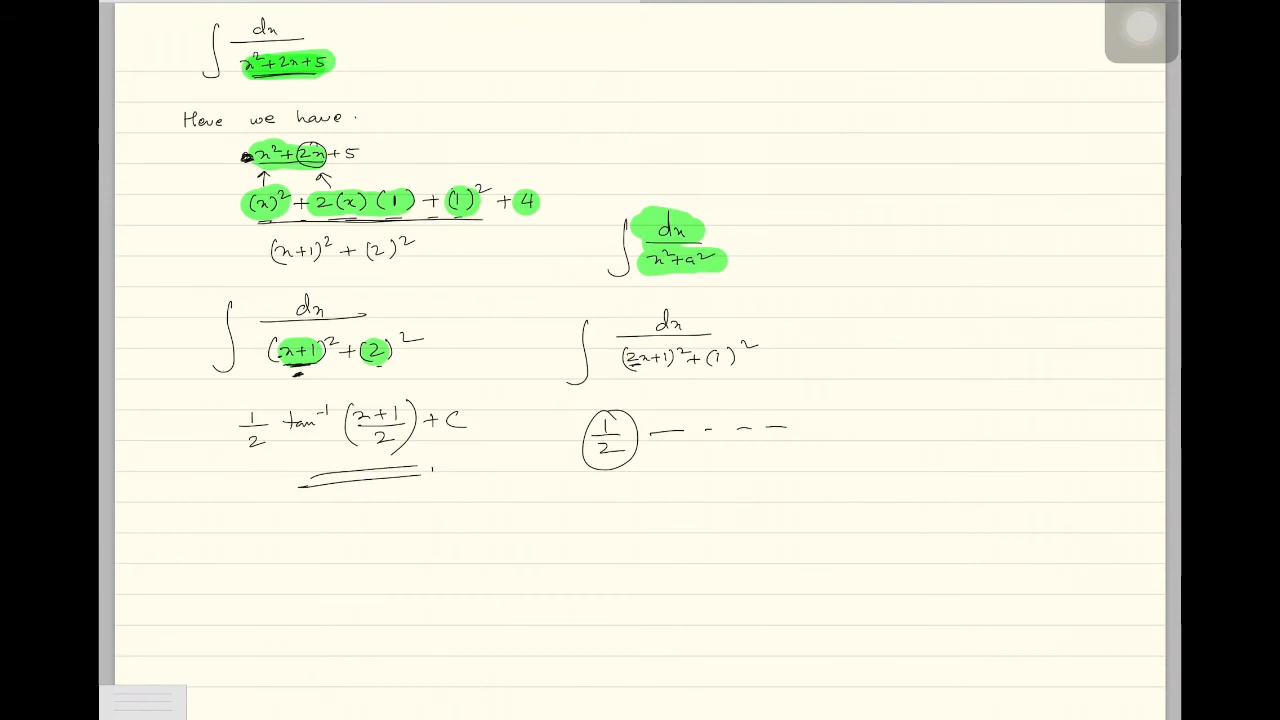 ∫ dx / x² + 2x + 5
Here we have.
x² + 2x + 5
(x)² + 2(x)(1) + (1)² + 4
(x+1)² + (2)²
∫ dx / (x+1)² + (2)²
1/2 tan⁻¹ (x+1 / 2) + C
∫ dx / x² + a²
∫ dx / (2x+1)² + (1)²
1/2 — - — —